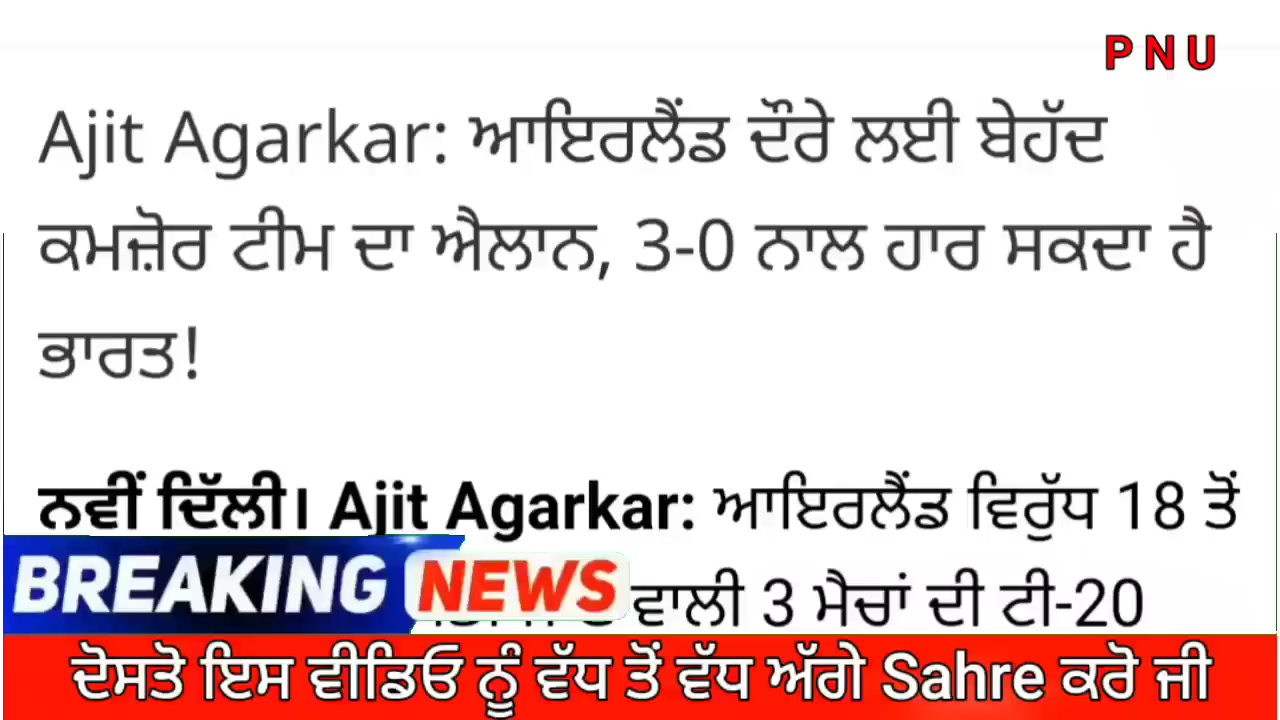 PNU
Ajit Agarkar: ਆਇਰਲੈਂਡ ਦੌਰੇ ਲਈ ਬੇਹੱਦ
ਕਮਜ਼ੋਰ ਟੀਮ ਦਾ ਐਲਾਨ, 3-0 ਨਾਲ ਹਾਰ ਸਕਦਾ ਹੈ
ਭਾਰਤ!
ਨਵੀਂ ਦਿੱਲੀ। Ajit Agarkar: ਆਇਰਲੈਂਡ ਵਿਰੁੱਧ 18 ਤੋਂ
BREAKING NEWS ਵਾਲੀ 3 ਮੈਚਾਂ ਦੀ ਟੀ-20
ਦੋਸਤੋ ਇਸ ਵੀਡਿਓ ਨੂੰ ਵੱਧ ਤੋਂ ਵੱਧ ਅੱਗੇ Sahre ਕਰੋ ਜੀ